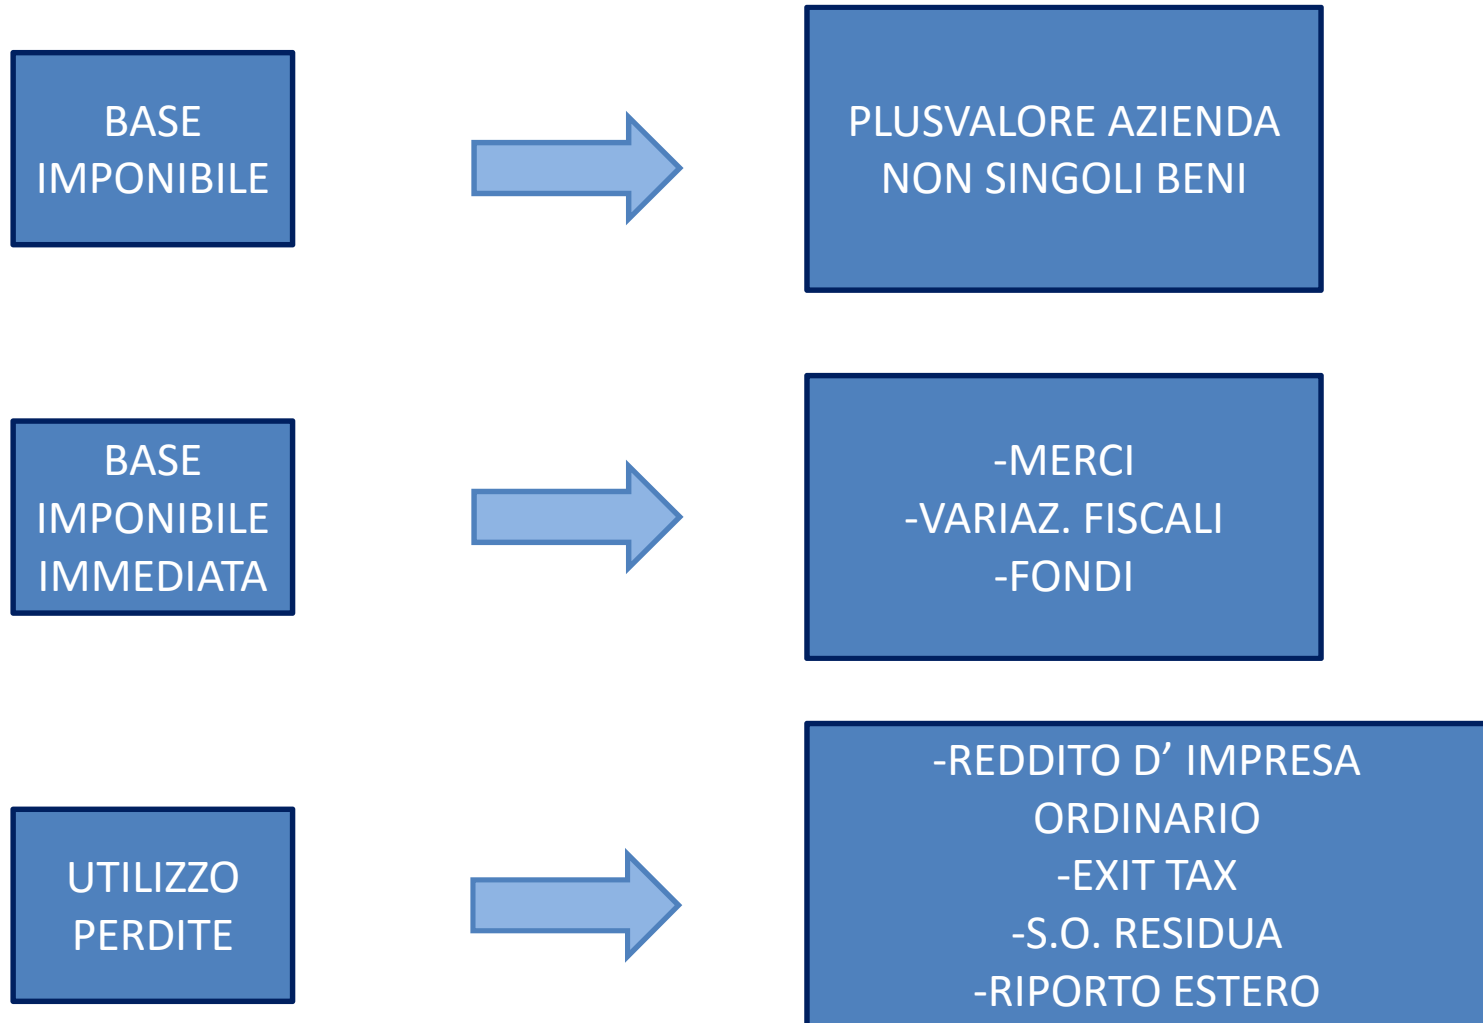 BASE
IMPONIBILE
PLUSVALORE AZIENDA
NON SINGOLI BENI
BASE
IMPONIBILE
IMMEDIATA
-MERCI
-VARIAZ. FISCALI
-FONDI
UTILIZZO
PERDITE
-REDDITO D’ IMPRESA
ORDINARIO
-EXIT TAX
-S.O. RESIDUA
-RIPORTO ESTERO